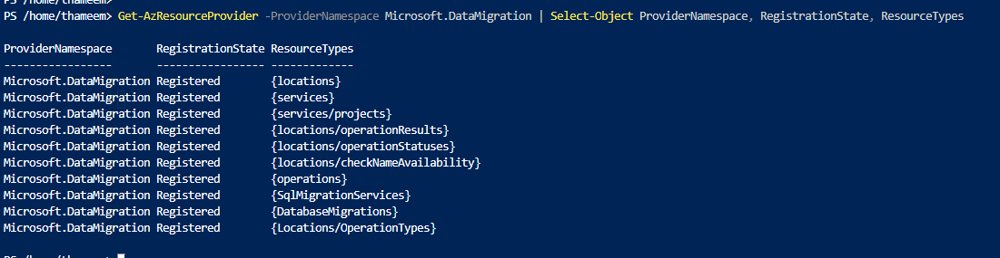 PS /home/thameem>
PS /home/thameem> Get-AzResourceProvider -ProviderNamespace Microsoft.DataMigration | Select-Object ProviderNamespace, RegistrationState, ResourceTypes
ProviderNamespace RegistrationState ResourceTypes
----------------- ----------------- -------------
Microsoft.DataMigration Registered {locations}
Microsoft.DataMigration Registered {services}
Microsoft.DataMigration Registered {services/projects}
Microsoft.DataMigration Registered {locations/operationResults}
Microsoft.DataMigration Registered {locations/operationStatuses}
Microsoft.DataMigration Registered {locations/checkNameAvailability}
Microsoft.DataMigration Registered {operations}
Microsoft.DataMigration Registered {SqlMigrationServices}
Microsoft.DataMigration Registered {DatabaseMigrations}
Microsoft.DataMigration Registered {Locations/OperationTypes}